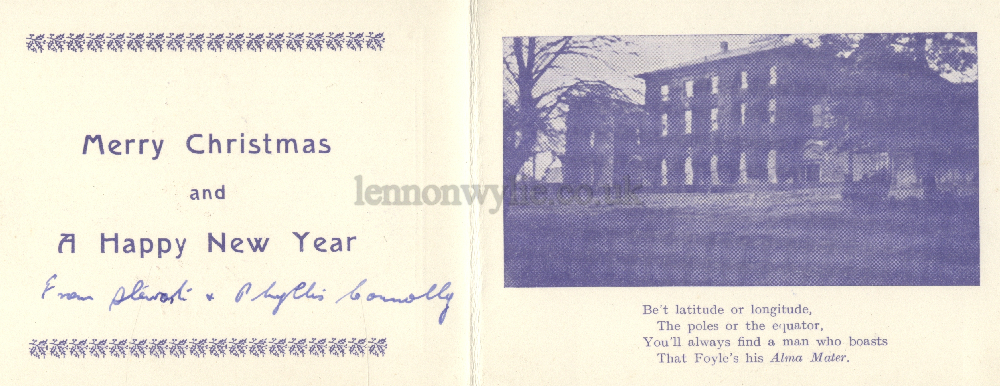 Merry Christmas
and
A Happy New Year
From Stewart & Phyllis Connolly
lennonwylie.co.uk
Be't latitude or longitude,
The poles or the equator,
You'll always find a man who boasts
That Foyle's his Alma Mater.